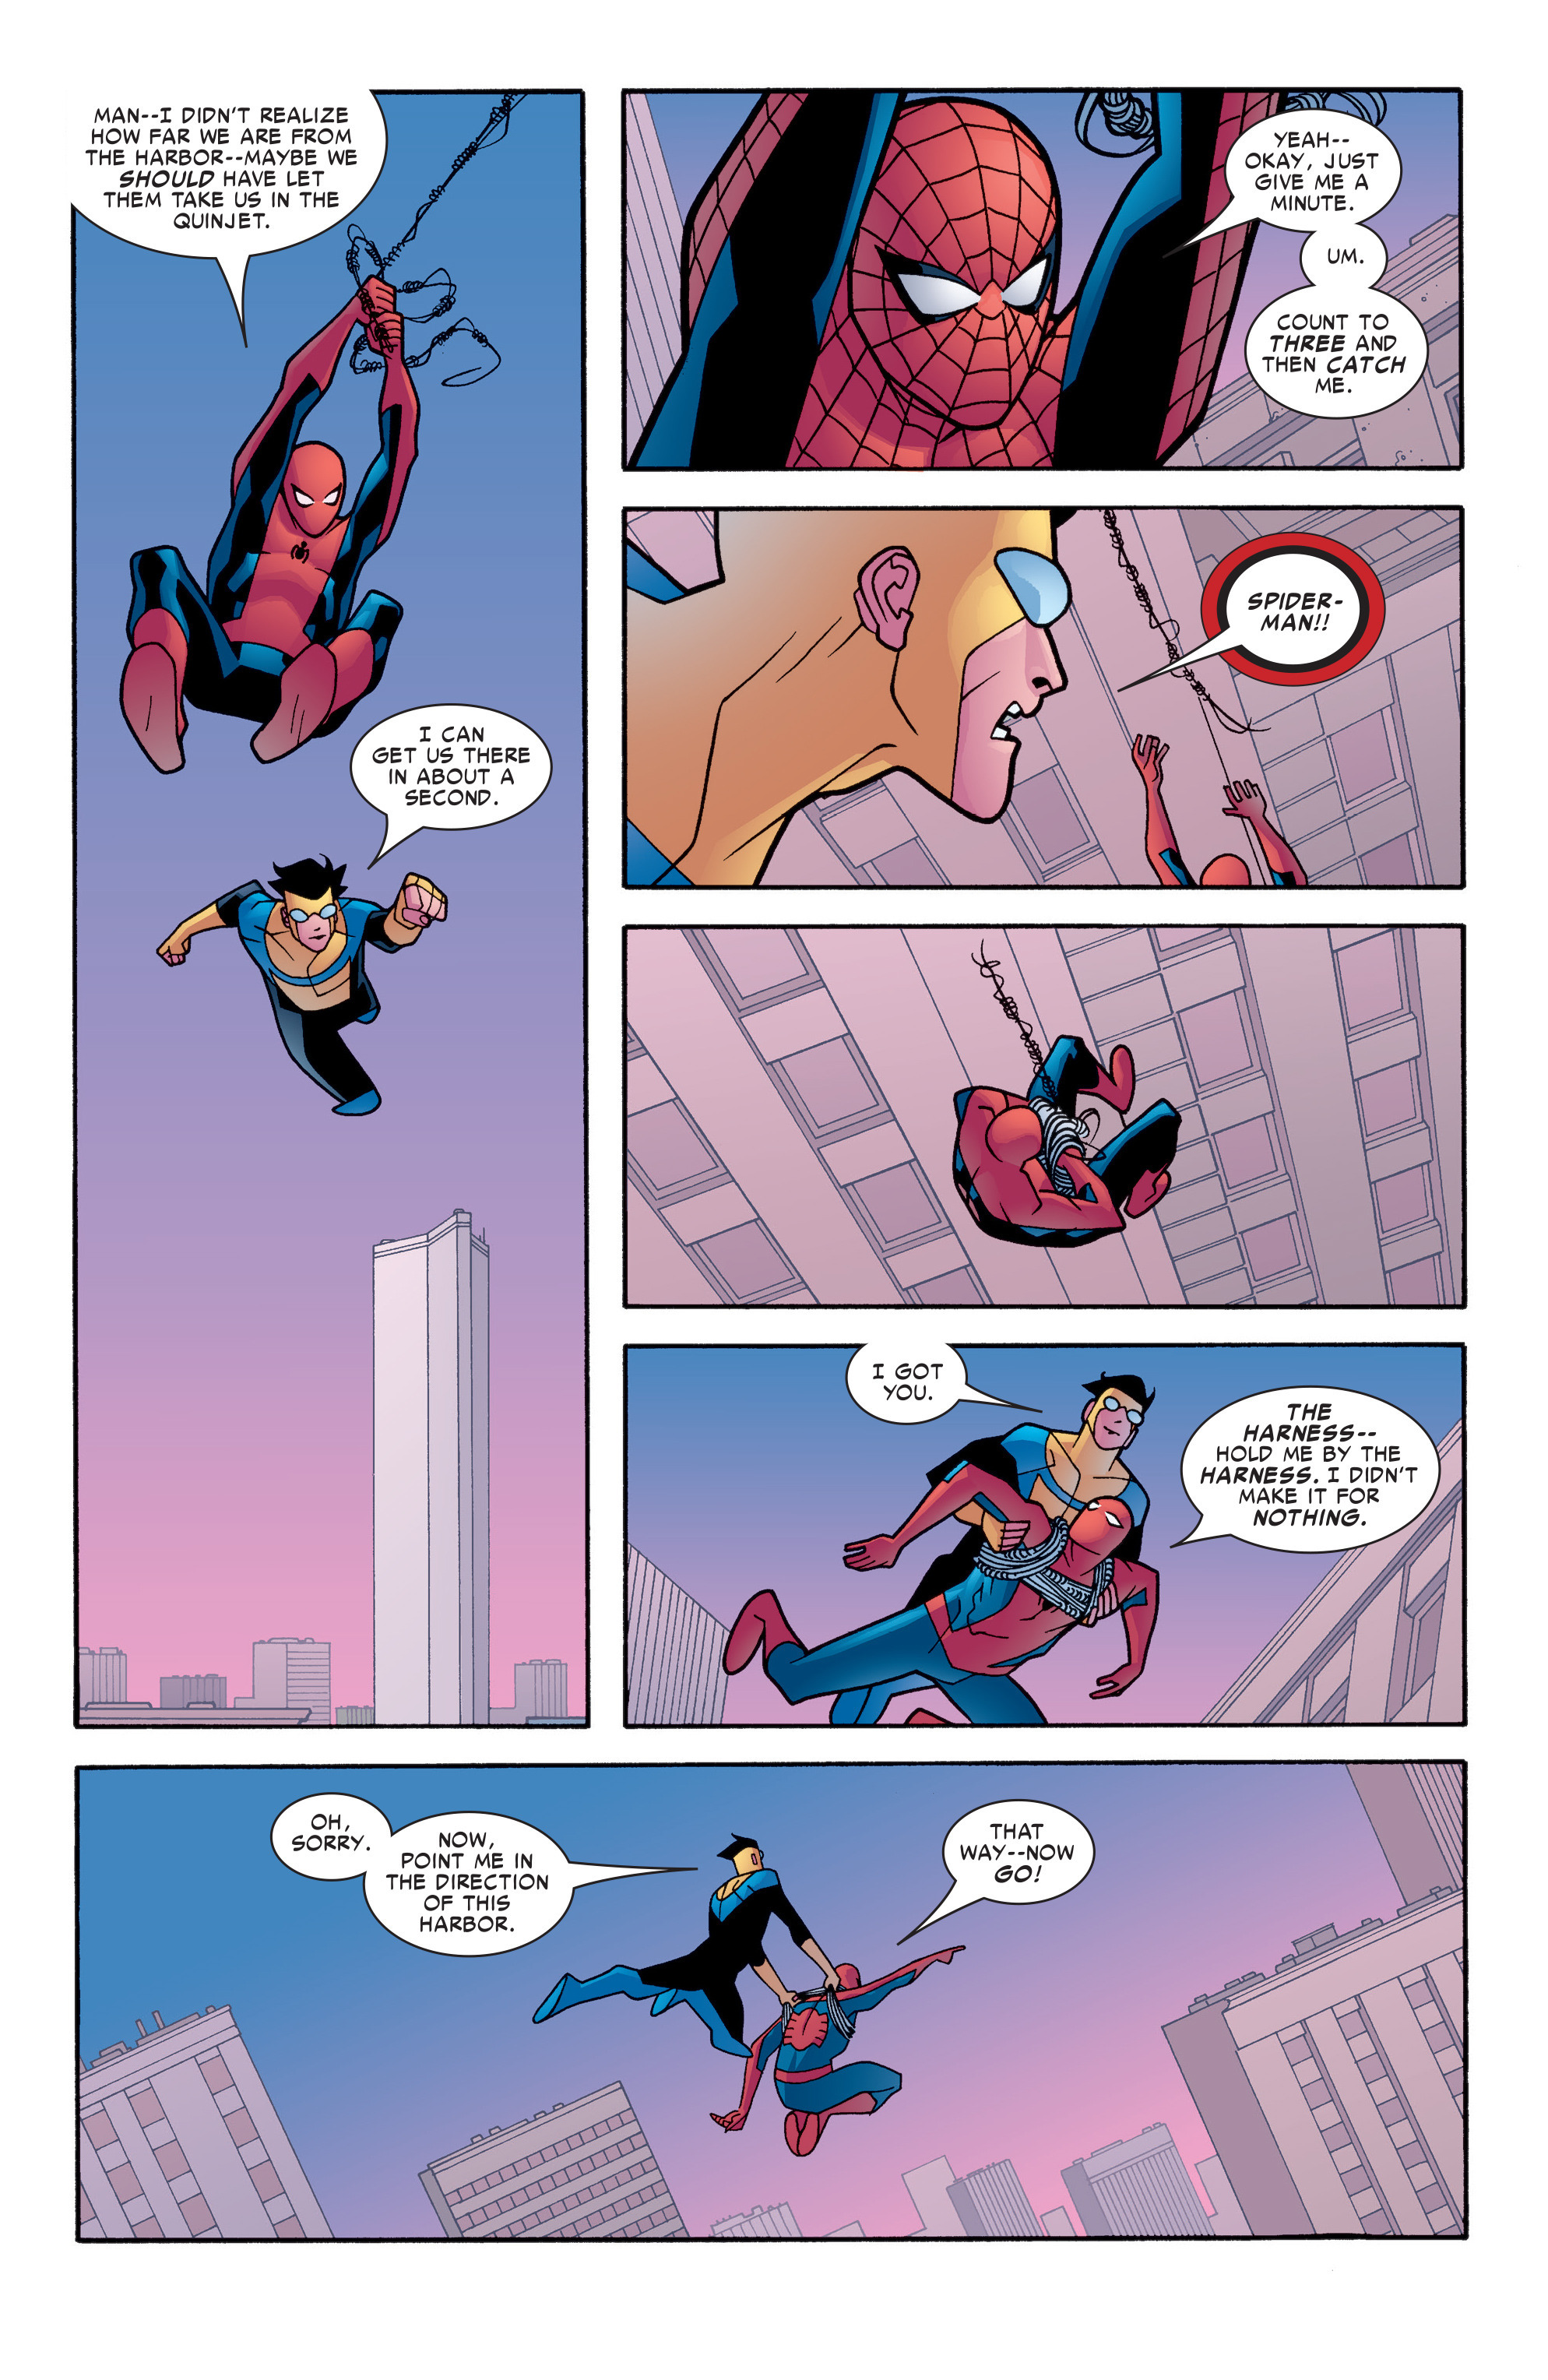 MAN--I DIDN'T REALIZE
HOW FAR WE ARE FROM
THE HARBOR--MAYBE WE
SHOULD HAVE LET
THEM TAKE US IN THE
QUINJET.
I CAN
GET US THERE
IN ABOUT A
SECOND.
YEAH--
OKAY, JUST
GIVE ME A
MINUTE.
UM.
COUNT TO
THREE AND
THEN CATCH
ME.
SPIDER-
MAN!!
I GOT
YOU.
THE
HARNESS--
HOLD ME BY THE
HARNESS. I DIDN'T
MAKE IT FOR
NOTHING.
OH,
SORRY.
NOW,
POINT ME IN
THE DIRECTION
OF THIS
HARBOR.
THAT
WAY--NOW
GO!